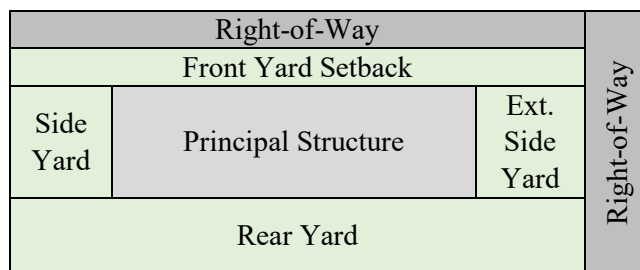 Right-of-Way
Front Yard Setback
Side
Yard
Principal Structure
Ext.
Side
Yard
Right-of-Way
Rear Yard